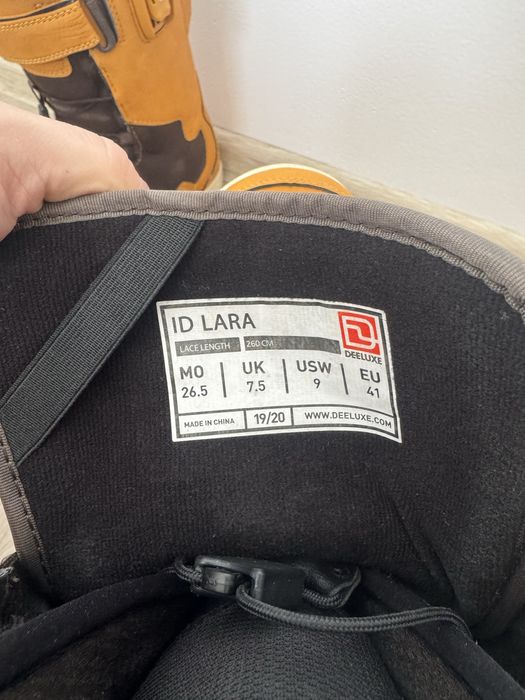 ID LARA
LACE LENGTH 260 CM
DEELUXE
MO UK USW EU
26.5 7.5 9 41
MADE IN CHINA 19/20 WWW.DEELUXE.COM